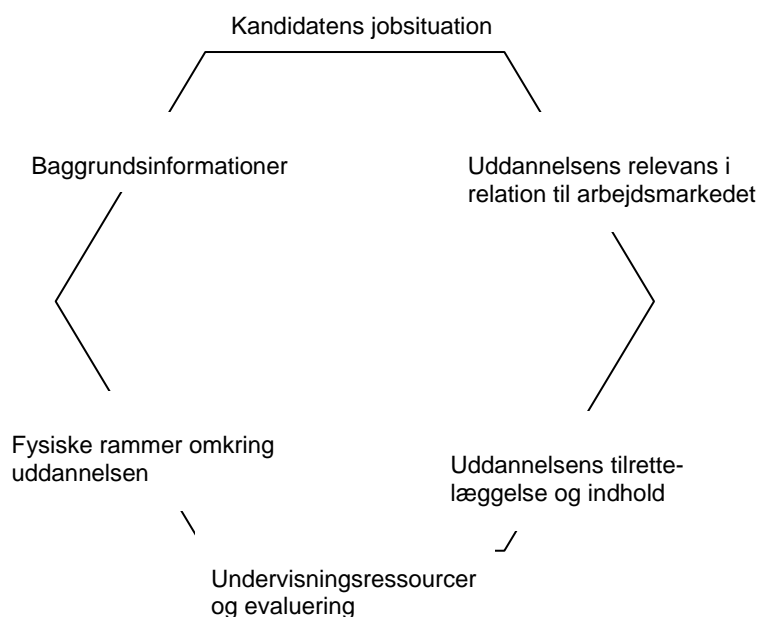 Kandidatens jobsituation
Baggrundsinformationer
Uddannelsens relevans i
relation til arbejdsmarkedet
Fysiske rammer omkring
uddannelsen
Uddannelsens tilrette-
læggelse og indhold
Undervisningsressourcer
og evaluering